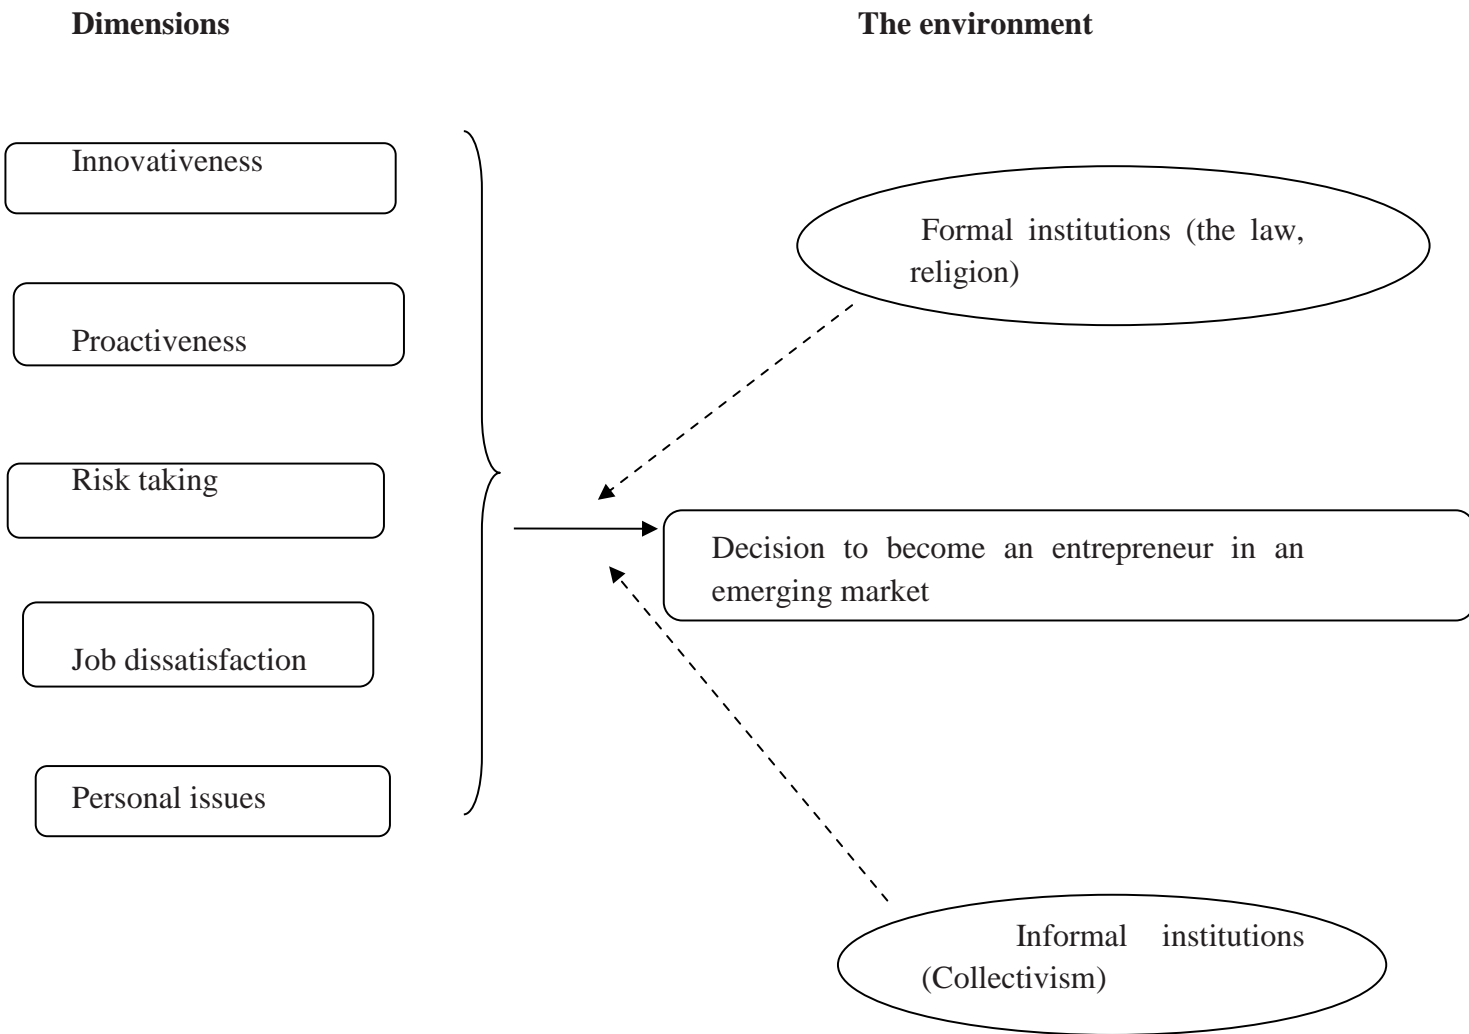 Dimensions
The environment
Innovativeness
Formal institutions (the law,
religion)
Proactiveness
Risk taking
Decision to become an entrepreneur in an
emerging market
Job dissatisfaction
Personal issues
Informal institutions
(Collectivism)